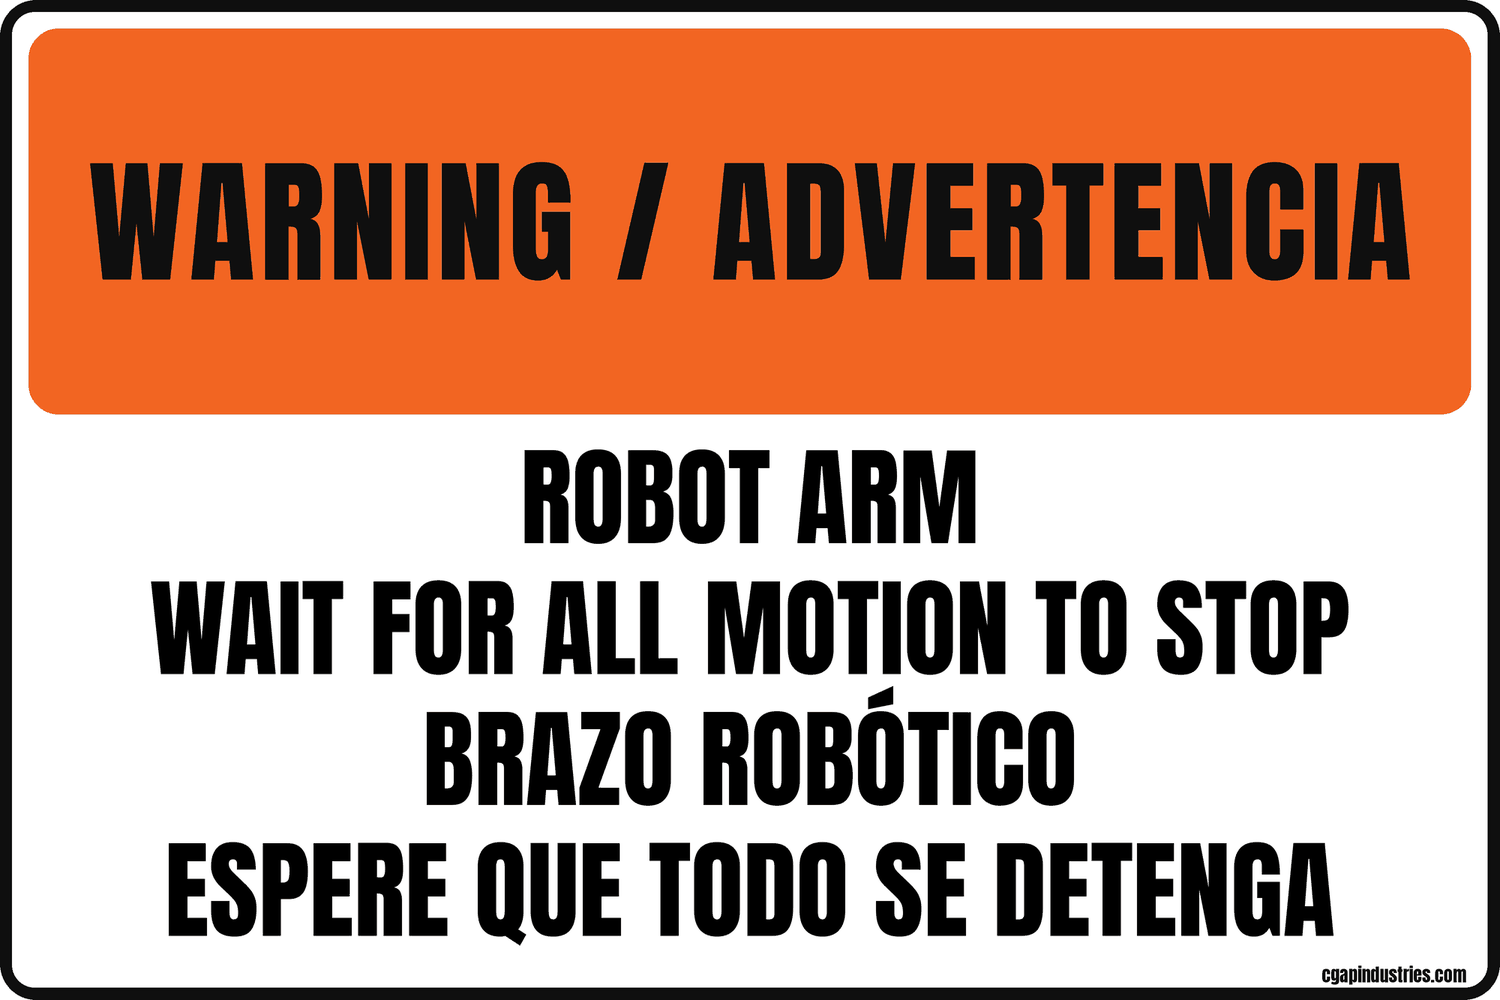 WARNING / ADVERTENCIA
ROBOT ARM
WAIT FOR ALL MOTION TO STOP
BRAZO ROBÓTICO
ESPERE QUE TODO SE DETENGA
cgapindustries.com